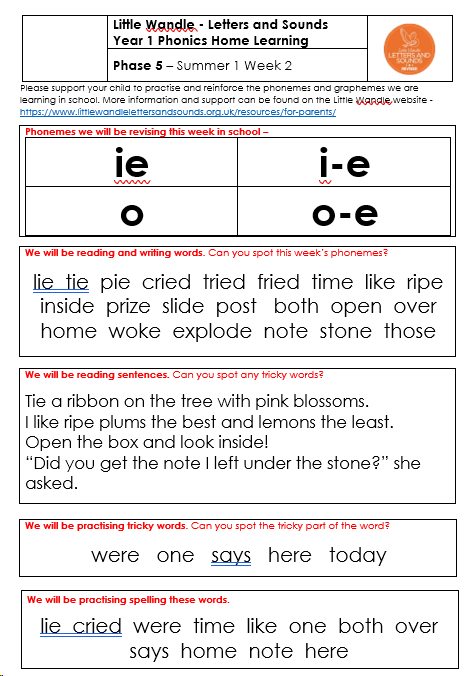 Little Wandle - Letters and Sounds
Year 1 Phonics Home Learning
Phase 5 – Summer 1 Week 2
LETTERS AND
SOUNDS
Please support your child to practise and reinforce the phonemes and graphemes we are
learning in school. More information and support can be found on the Little Wandle website -
https://www.littlewandlelettersandsounds.org.uk/resources/for-parents/
Phonemes we will be revising this week in school –
ie i-e
o o-e
We will be reading and writing words. Can you spot this week's phonemes?
lie tie pie cried tried fried time like ripe
inside prize slide post both open over
home woke explode note stone those
We will be reading sentences. Can you spot any tricky words?
Tie a ribbon on the tree with pink blossoms.
I like ripe plums the best and lemons the least.
Open the box and look inside!
“Did you get the note I left under the stone?” she
asked.
We will be practising tricky words. Can you spot the tricky part of the word?
were one says here today
We will be practising spelling these words.
lie cried were time like one both over
says home note here